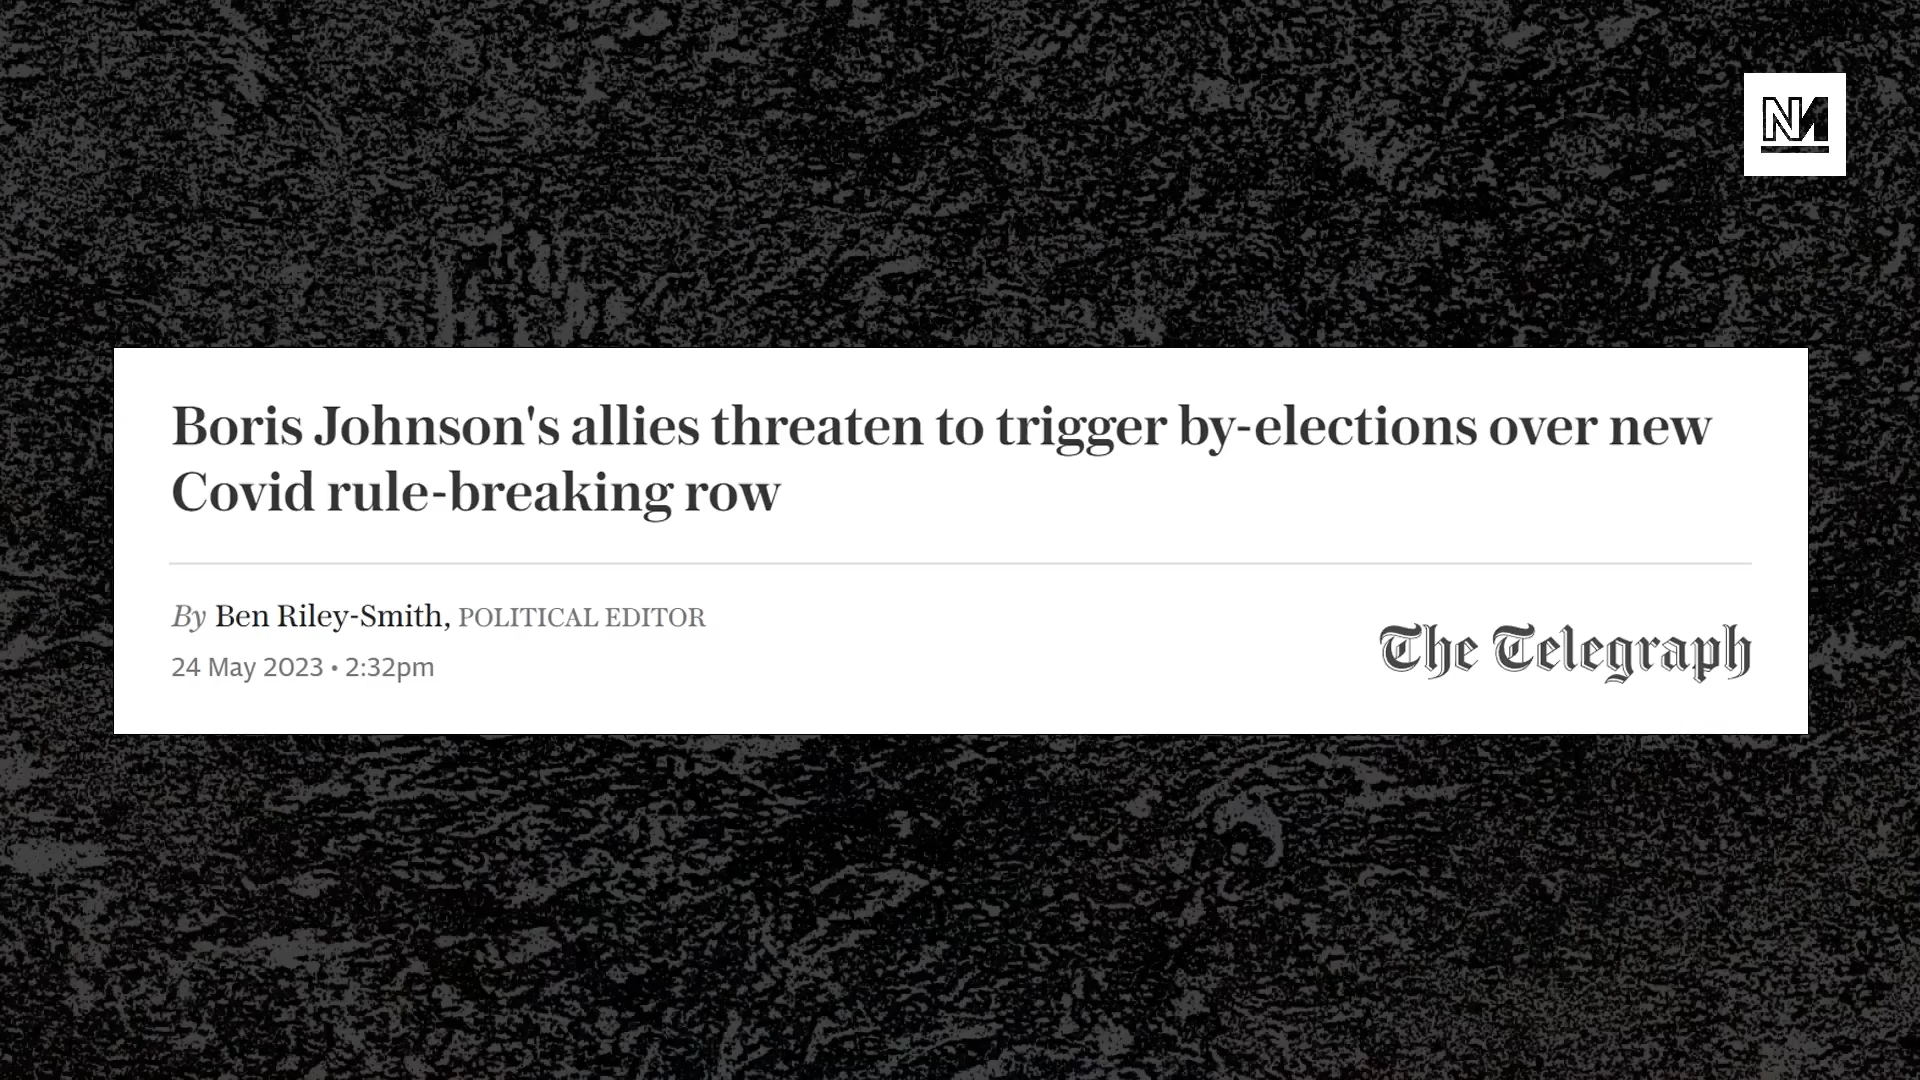 NM
Boris Johnson's allies threaten to trigger by-elections over new
Covid rule-breaking row
By Ben Riley-Smith, POLITICAL EDITOR
24 May 2023 • 2:32pm
The Telegraph